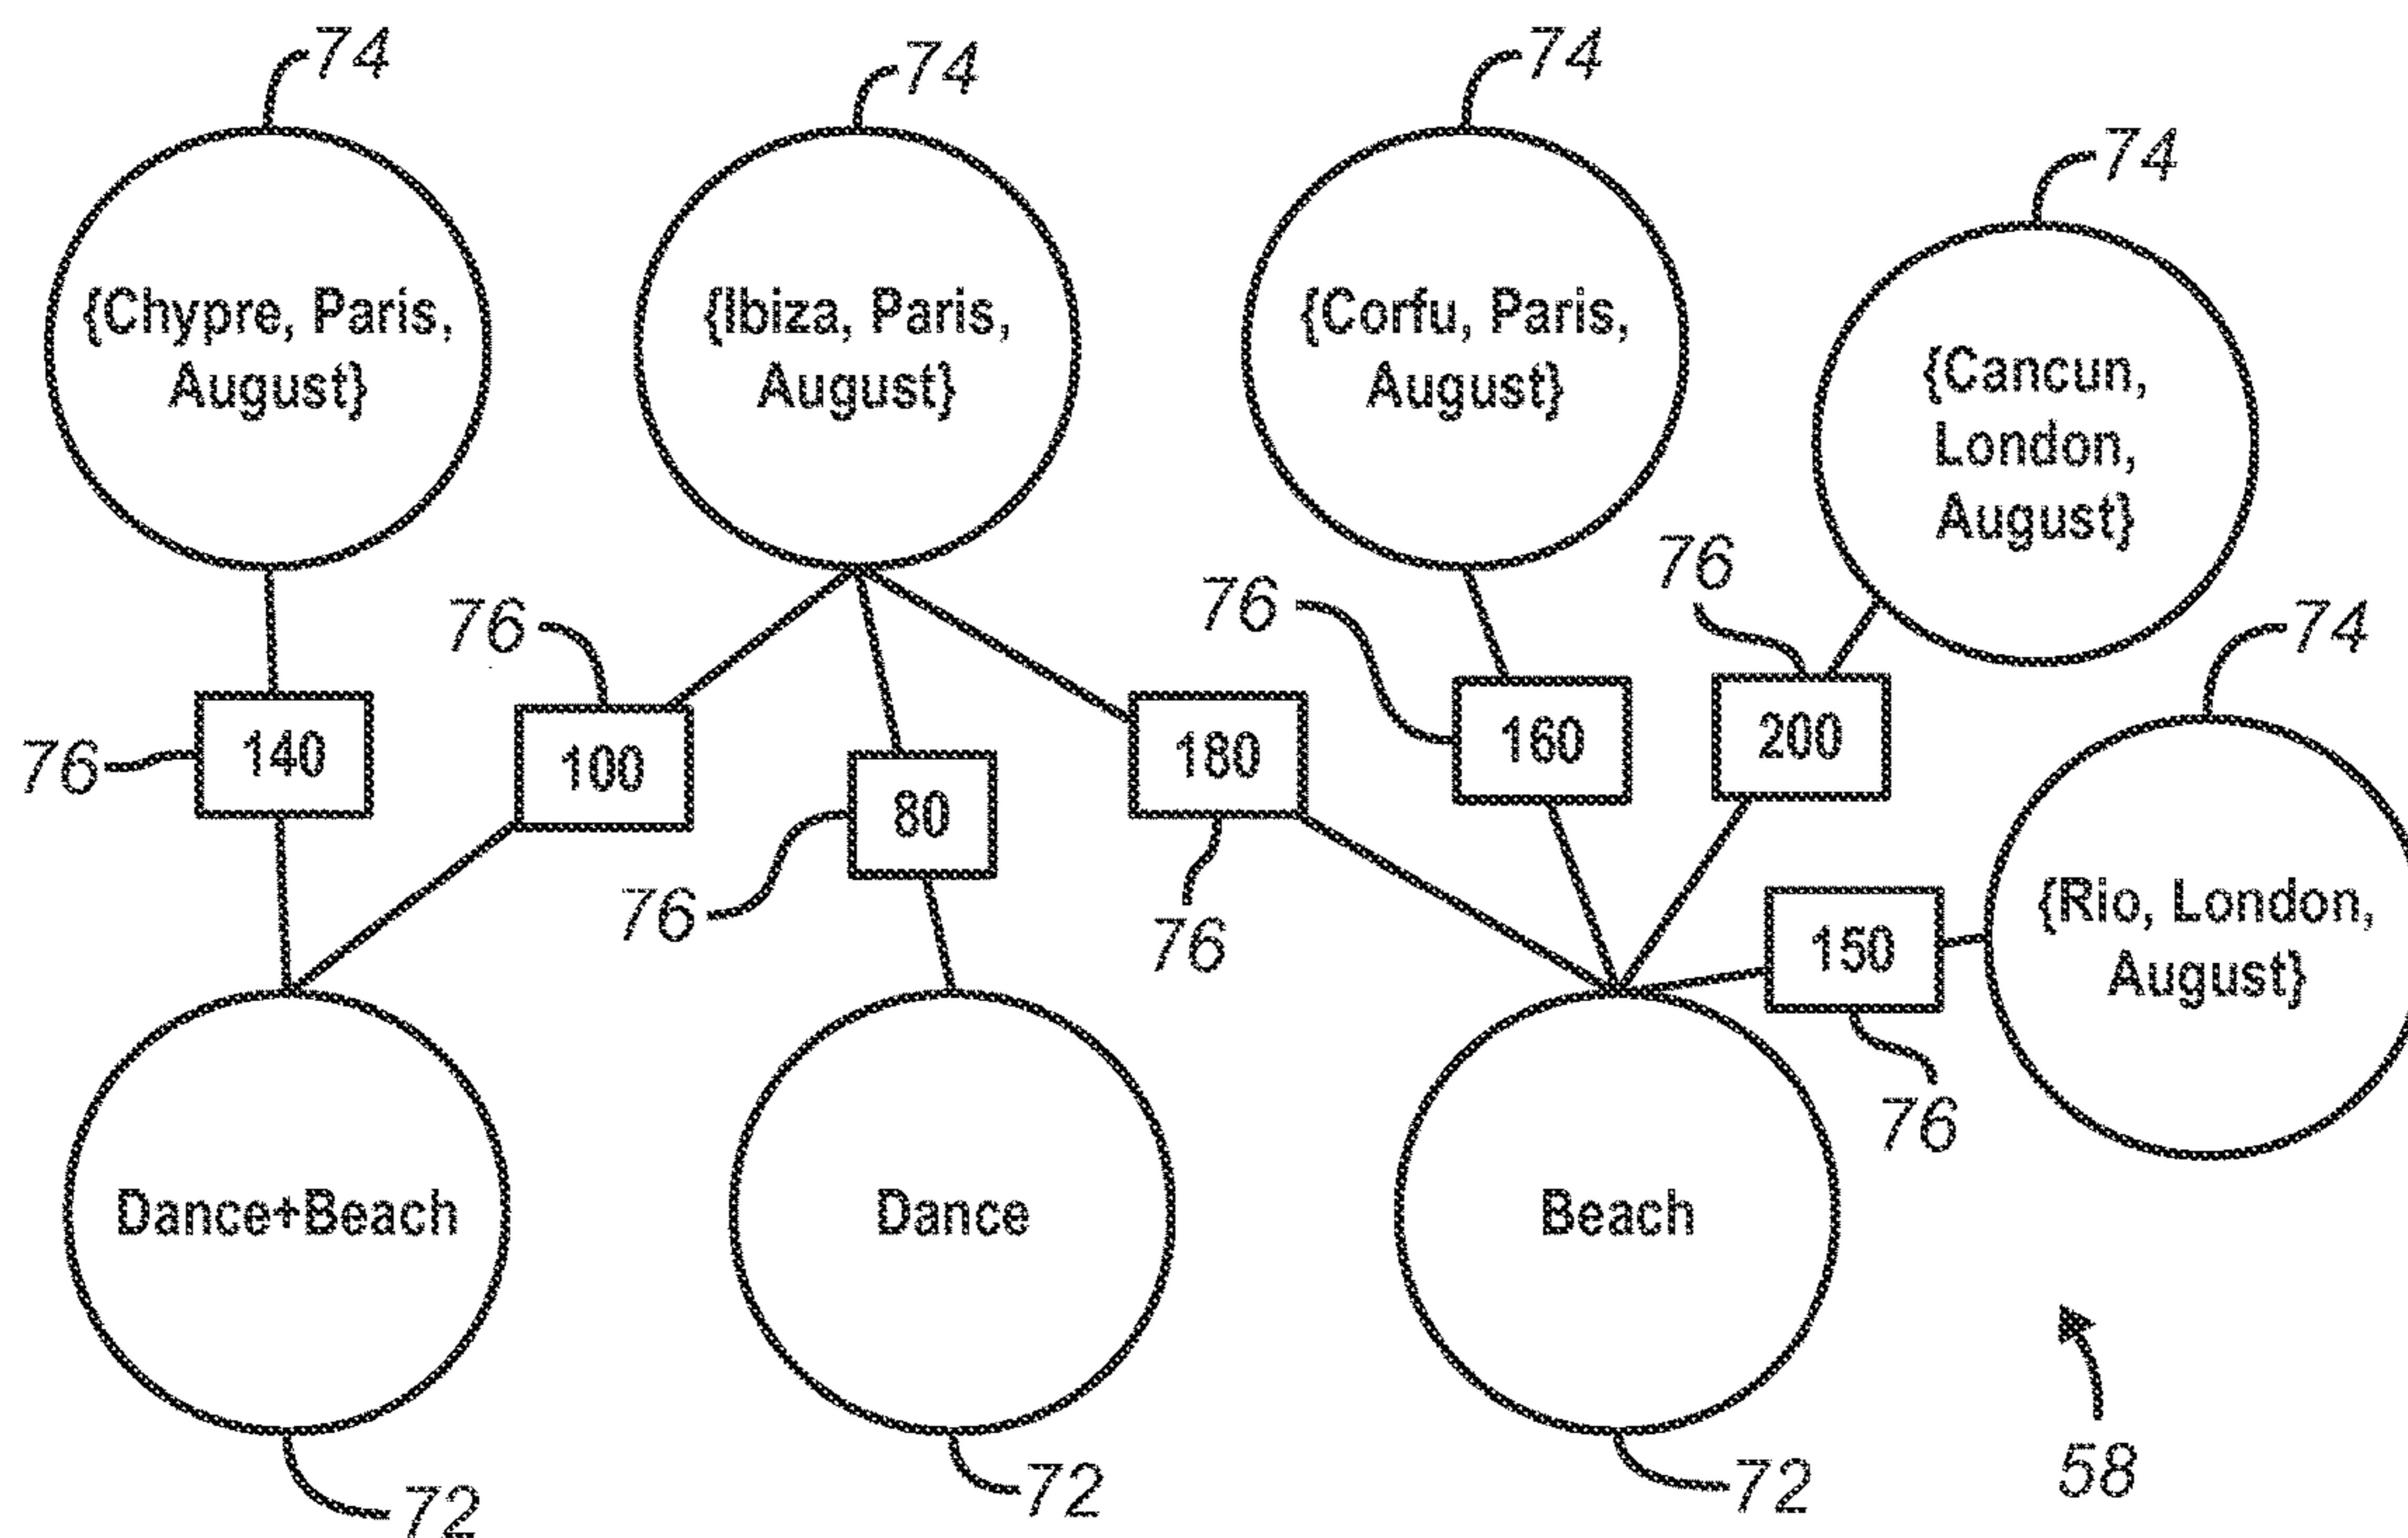 74
74
74
74
{Chypre, Paris,
August}
{Ibiza, Paris,
August}
{Corfu, Paris,
August}
{Cancun,
London,
August}
76
76
76
74
76
140
100
80
180
160
200
76
76
150
{Rio, London,
August}
76
Dance+Beach
Dance
Beach
72
72
72
58